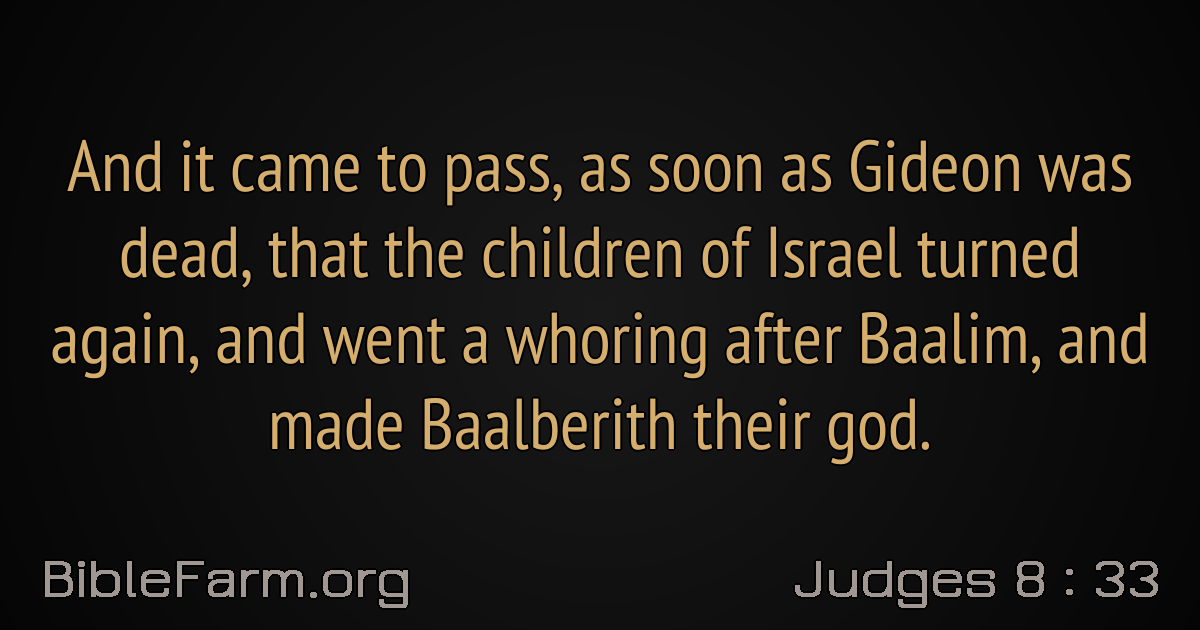 And it came to pass, as soon as Gideon was
dead, that the children of Israel turned
again, and went a whoring after Baalim, and
made Baalberith their god.
BibleFarm.org
Judges 8 : 33